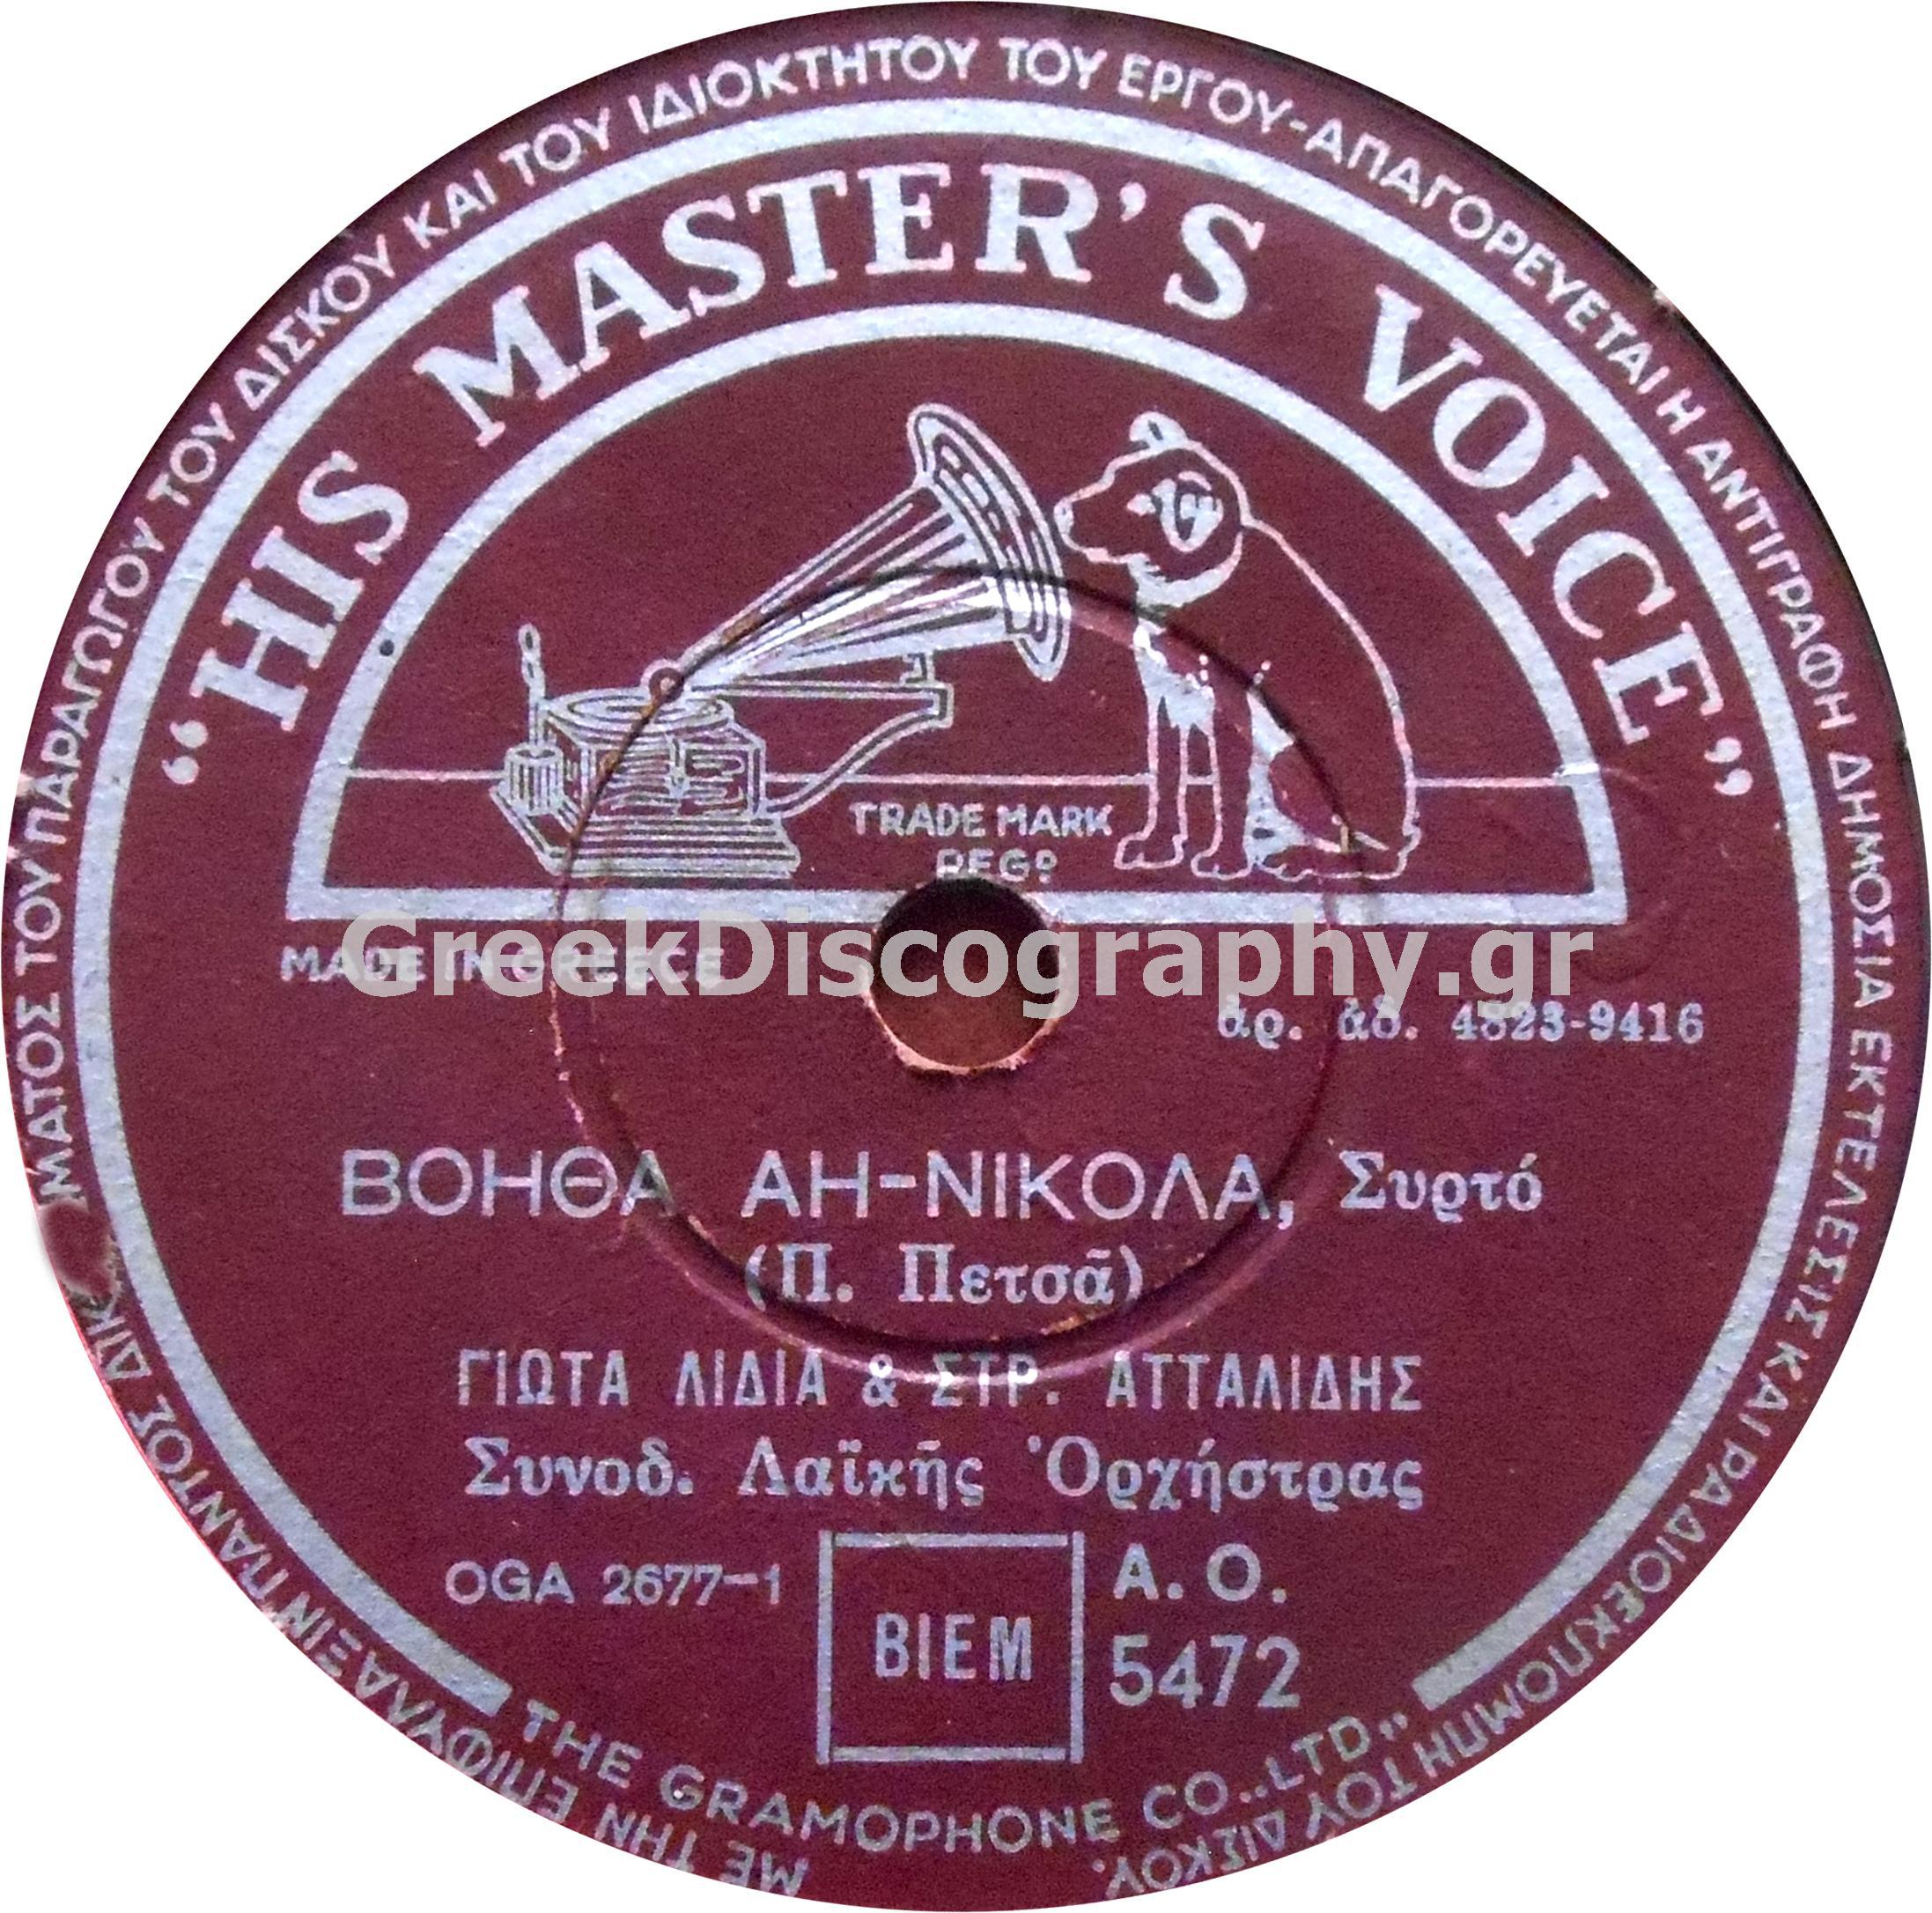 ΜΕ ΤΗΝ ΕΠΙΦΥΛΑΞΙΝ ΠΑΝΤΟΣ ΔΙΚ ΜΑΤΟΣ ΤΟΥ ΠΑΡΑΓΩΓΟΥ ΤΟΥ ΔΙΣΚΟΥ ΚΑΙ ΤΟΥ ΙΔΙΟΚΤΗΤΟΥ ΤΟΥ ΕΡΓΟΥ-ΑΠΑΓΟΡΕΥΕΤΑΙ Η ΑΝΤΙΓΡΑΦΗ ΔΗΜΟΣΙΑ ΕΚΤΕΛΕΣΙΣ ΚΑΙ ΡΑΔΙΟΕΚΠΟΜΠΗ ΤΟΥ ΔΙΣΚΟΥ.
“HIS MASTER’S VOICE”
TRADE MARK
REGD
GreekDiscography.gr
MADE IN GREECE
ἀρ. ἀδ. 4823-9416
ΒΟΗΘΑ ΑΗ-ΝΙΚΟΛΑ, Συρτό
(Π. Πετσᾶ)
ΓΙΩΤΑ ΛΙΔΙΑ & ΣΤΡ. ΑΤΤΑΛΙΔΗΣ
Συνοδ. Λαϊκῆς Ὀρχήστρας
OGA 2677-1
BIEM
A. O.
5472
THE GRAMOPHONE CO., LTD.,,